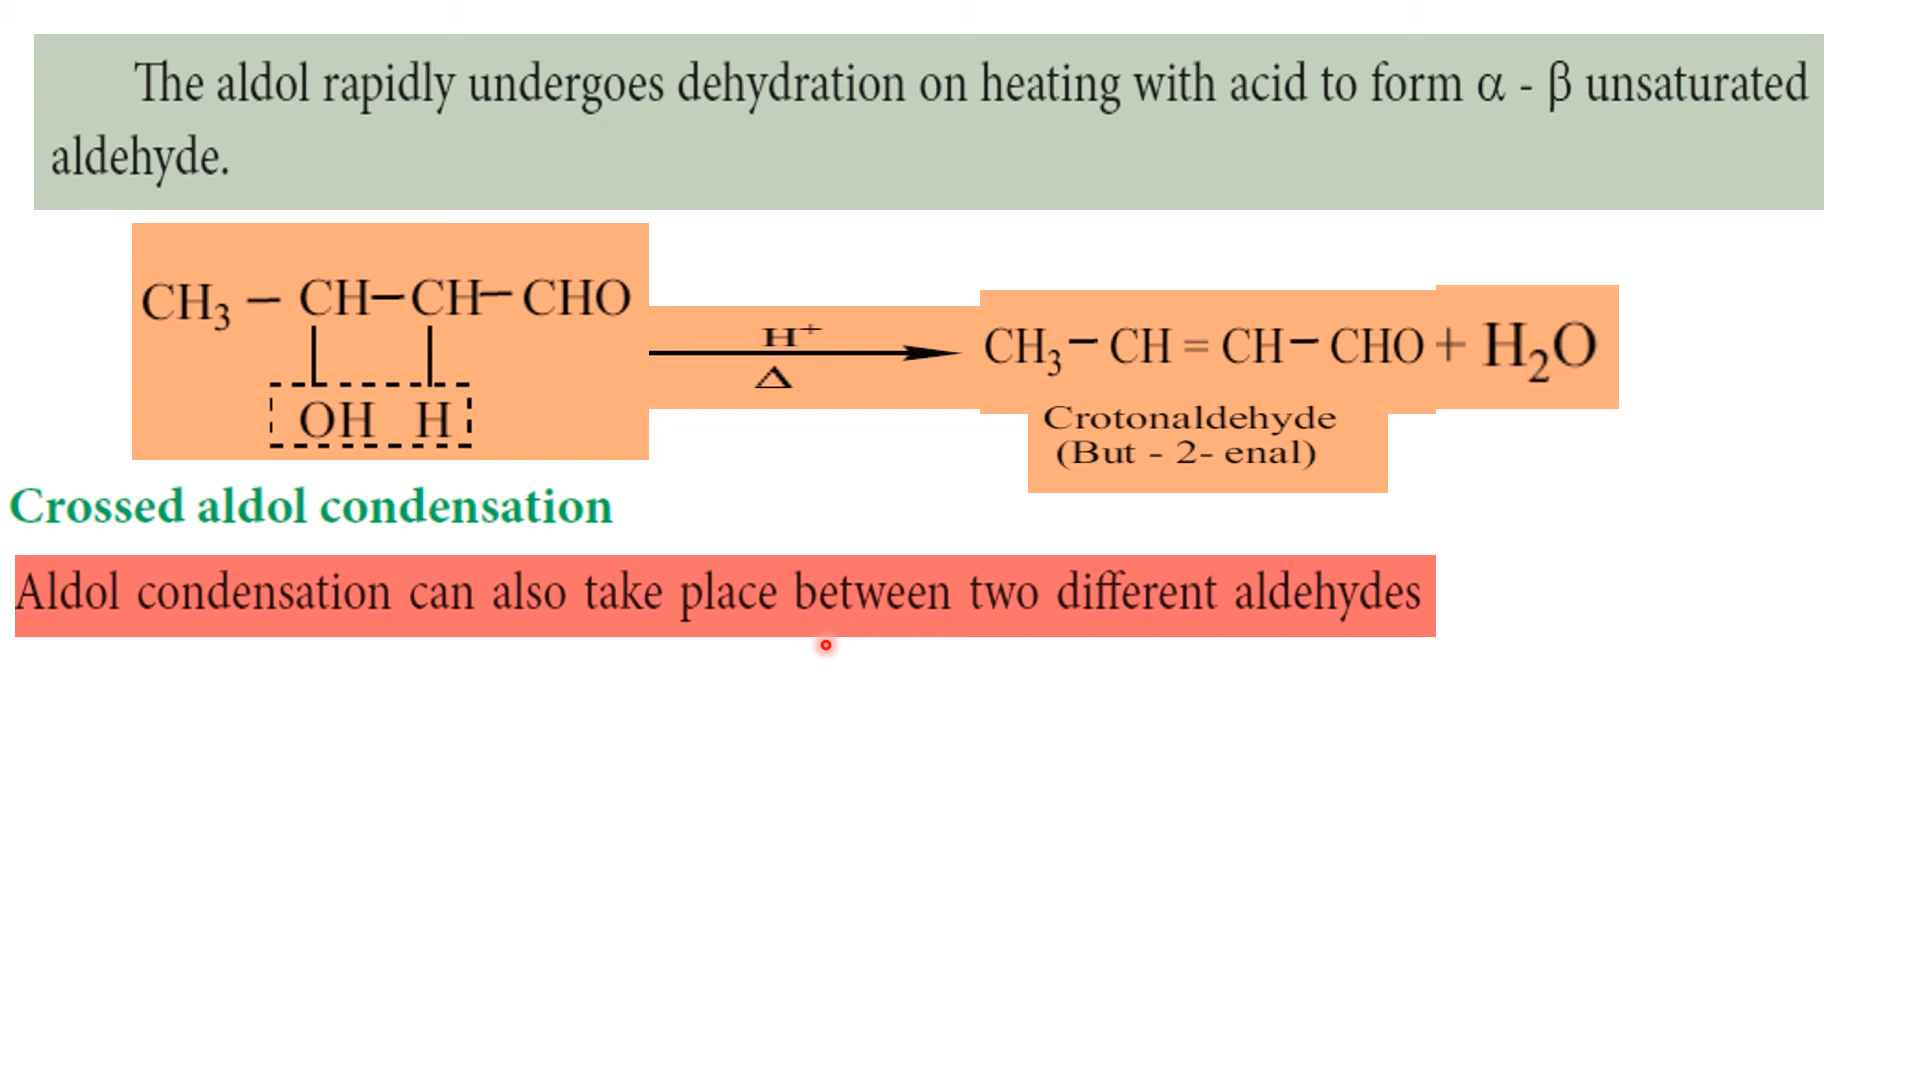 The aldol rapidly undergoes dehydration on heating with acid to form α - β unsaturated
aldehyde.
CH₃ – CH–CH–CHO
OH H
H⁺
Δ
CH₃– CH = CH– CHO + H₂O
Crotonaldehyde
(But - 2- enal)
Crossed aldol condensation
Aldol condensation can also take place between two different aldehydes